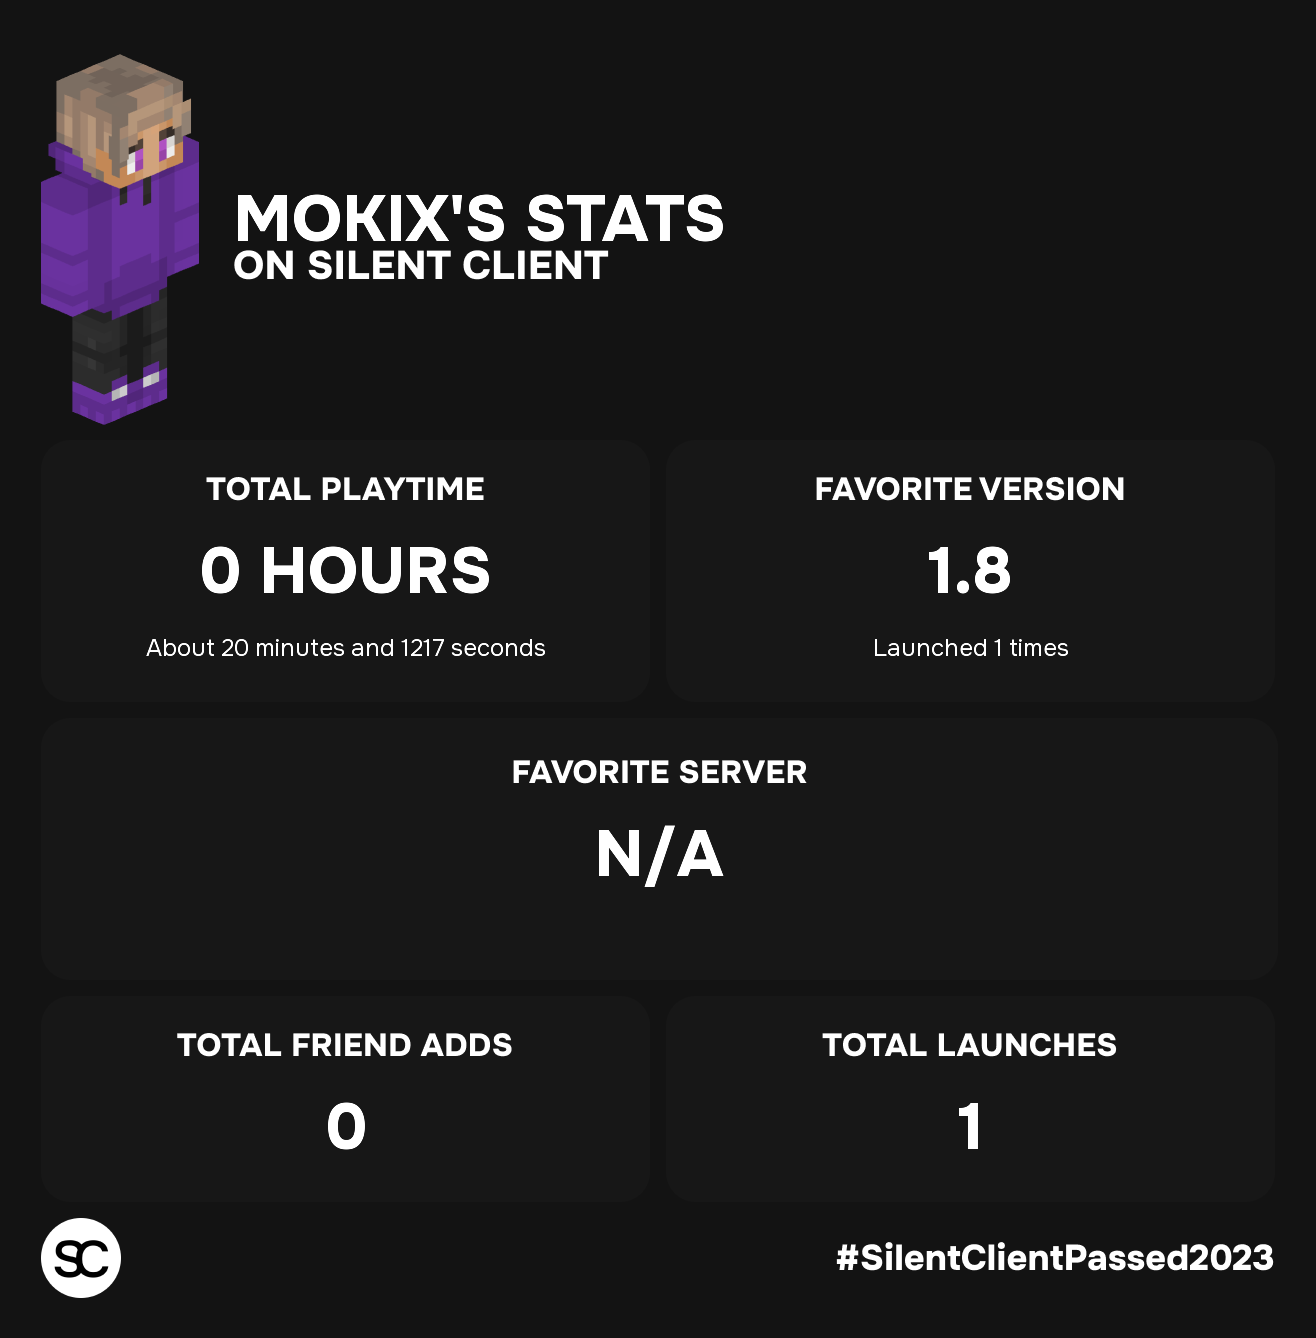 MOKIX'S STATS
ON SILENT CLIENT
TOTAL PLAYTIME
0 HOURS
About 20 minutes and 1217 seconds
FAVORITE VERSION
1.8
Launched 1 times
FAVORITE SERVER
N/A
TOTAL FRIEND ADDS
0
TOTAL LAUNCHES
1
SC
#SilentClientPassed2023